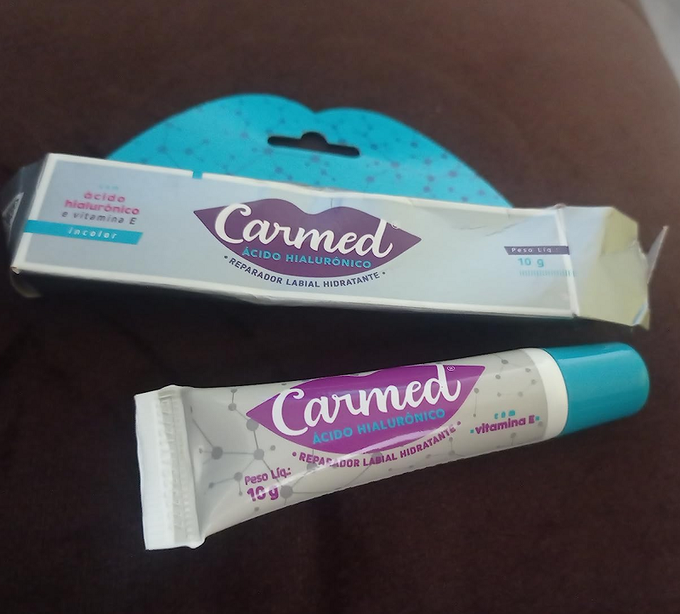 com
ácido
hialurônico
e vitamina E
incolor
Carmed®
ÁCIDO HIALURÔNICO
• REPARADOR LABIAL HIDRATANTE •
Peso Líq.:
10 g
Carmed®
ÁCIDO HIALURÔNICO
• REPARADOR LABIAL HIDRATANTE •
com
•vitamina E•
Peso Líq.:
10 g